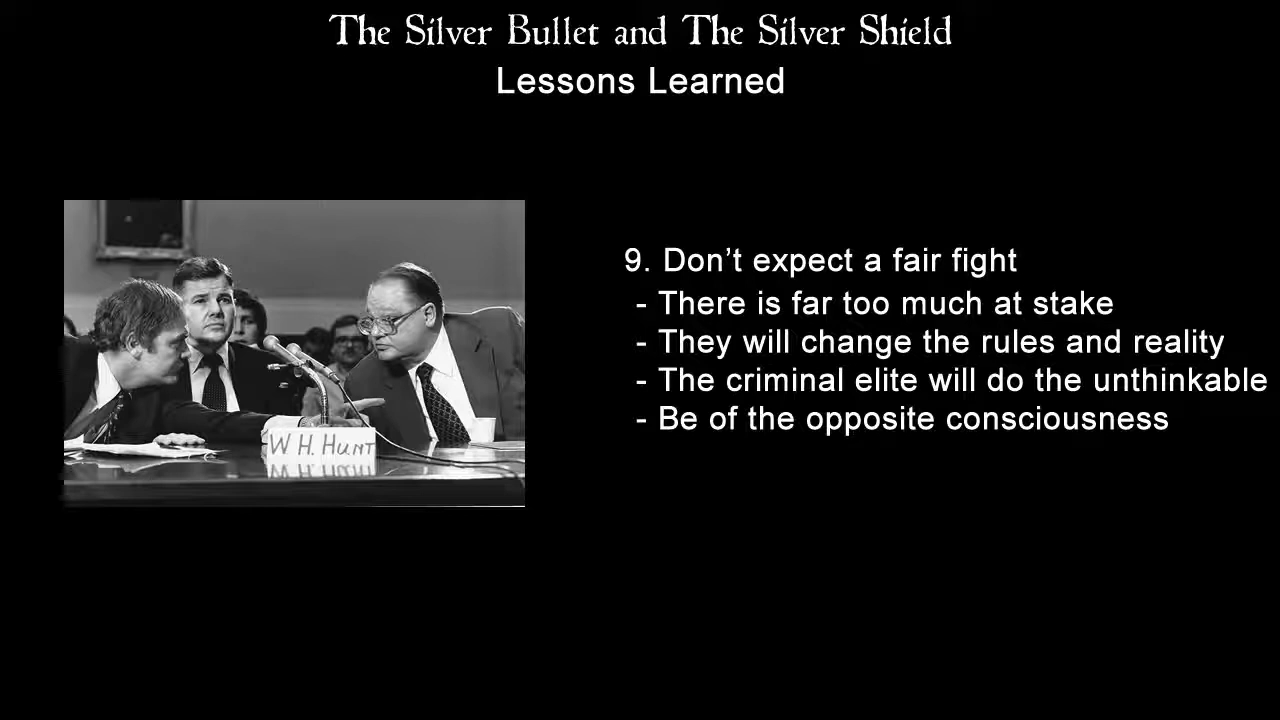 The Silver Bullet and The Silver Shield
Lessons Learned
9. Don’t expect a fair fight
- There is far too much at stake
- They will change the rules and reality
- The criminal elite will do the unthinkable
- Be of the opposite consciousness
W H. HUNT